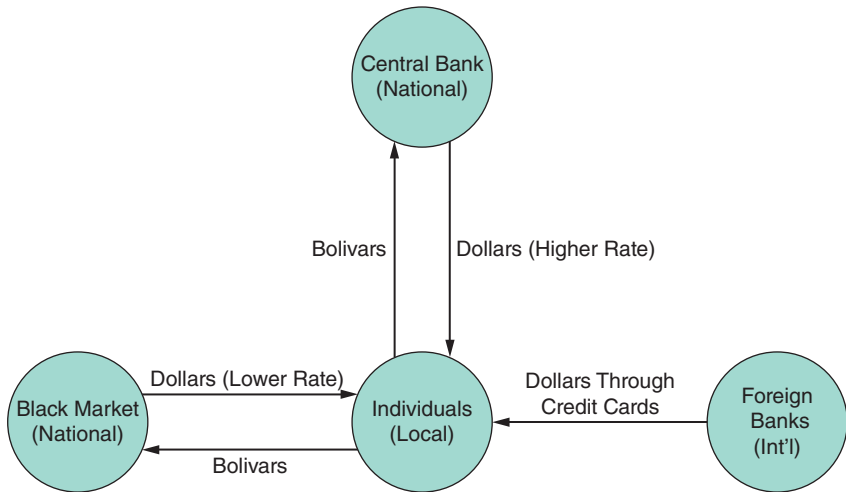 Central Bank
(National)
Bolivars
Dollars (Higher Rate)
Dollars (Lower Rate)
Dollars Through
Credit Cards
Black Market
(National)
Individuals
(Local)
Foreign
Banks
(Int'l)
Bolivars